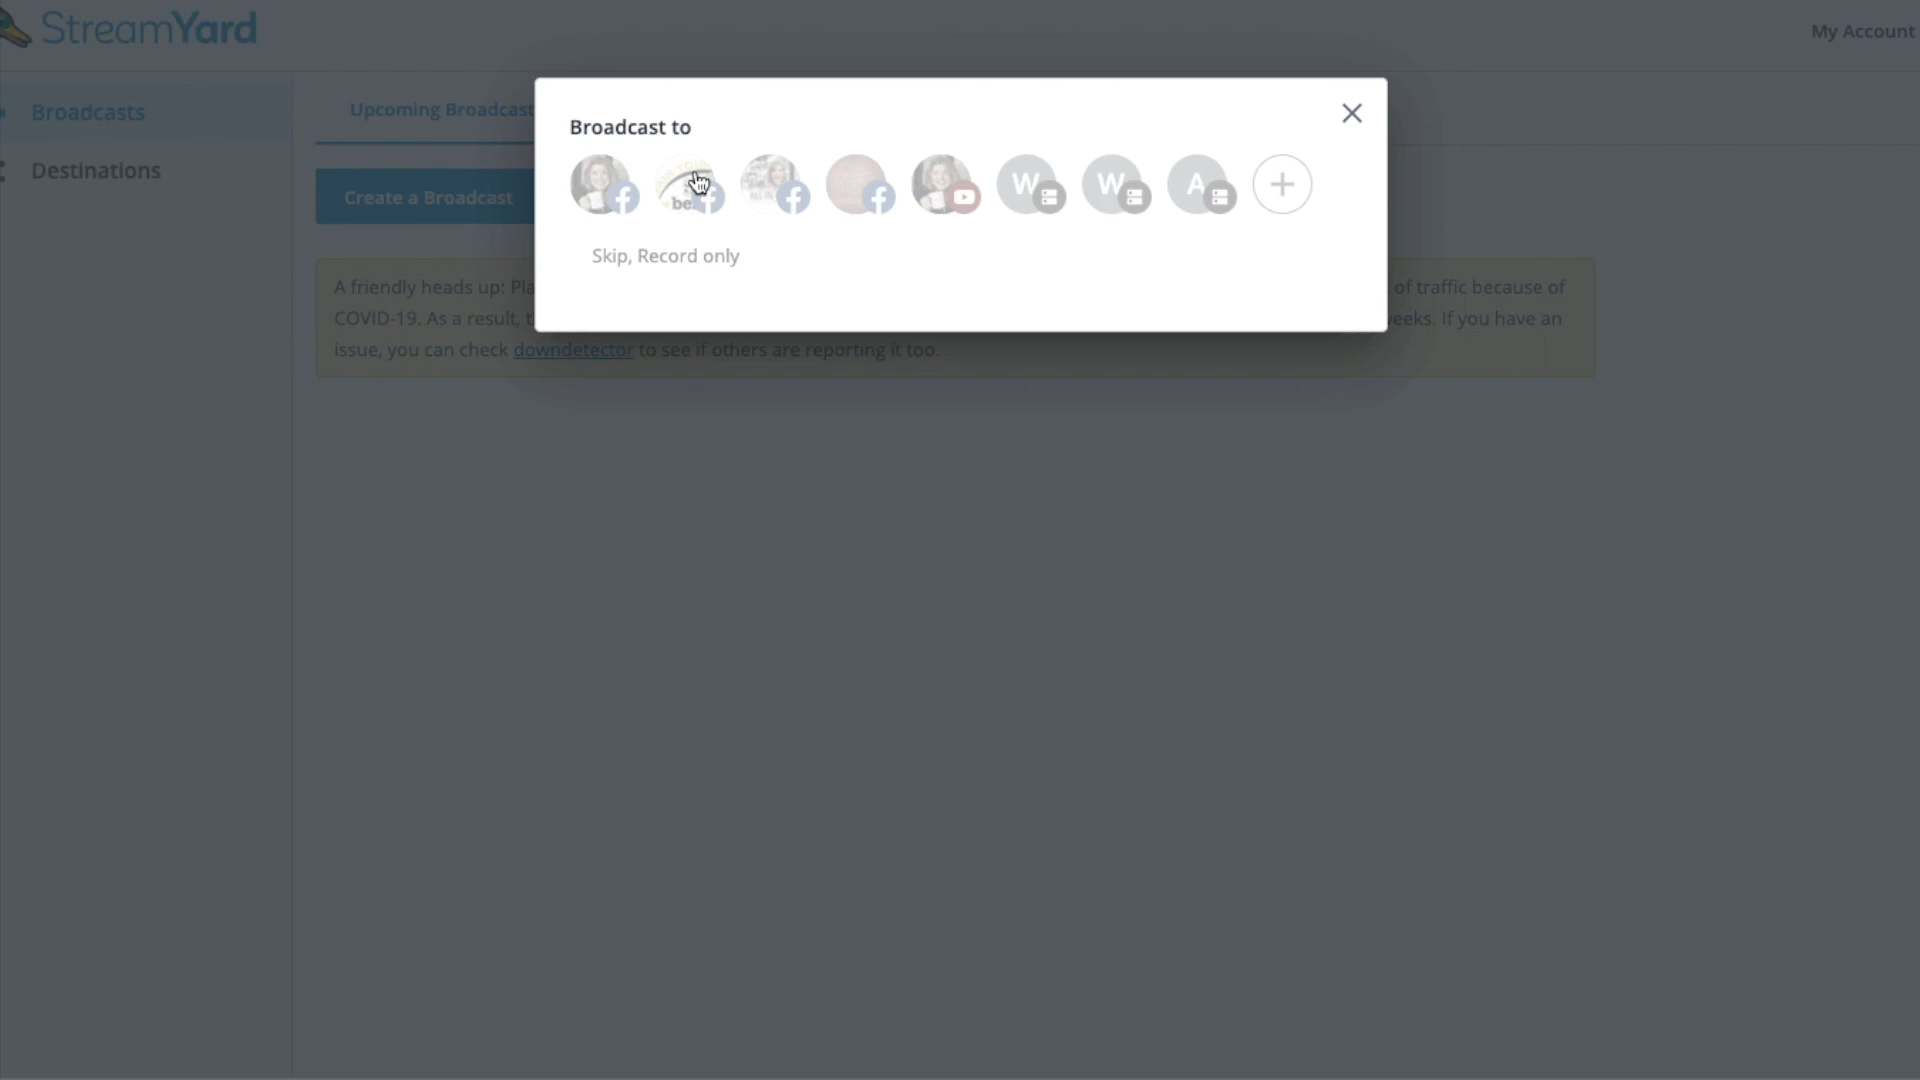 StreamYard
My Account
Broadcasts
Destinations
Upcoming Broadcast
Create a Broadcast
Broadcast to
be
W
W
A
Skip, Record only
A friendly heads up: Pla of traffic because of
COVID-19. As a result, t eeks. If you have an
issue, you can check downdetector to see if others are reporting it too.